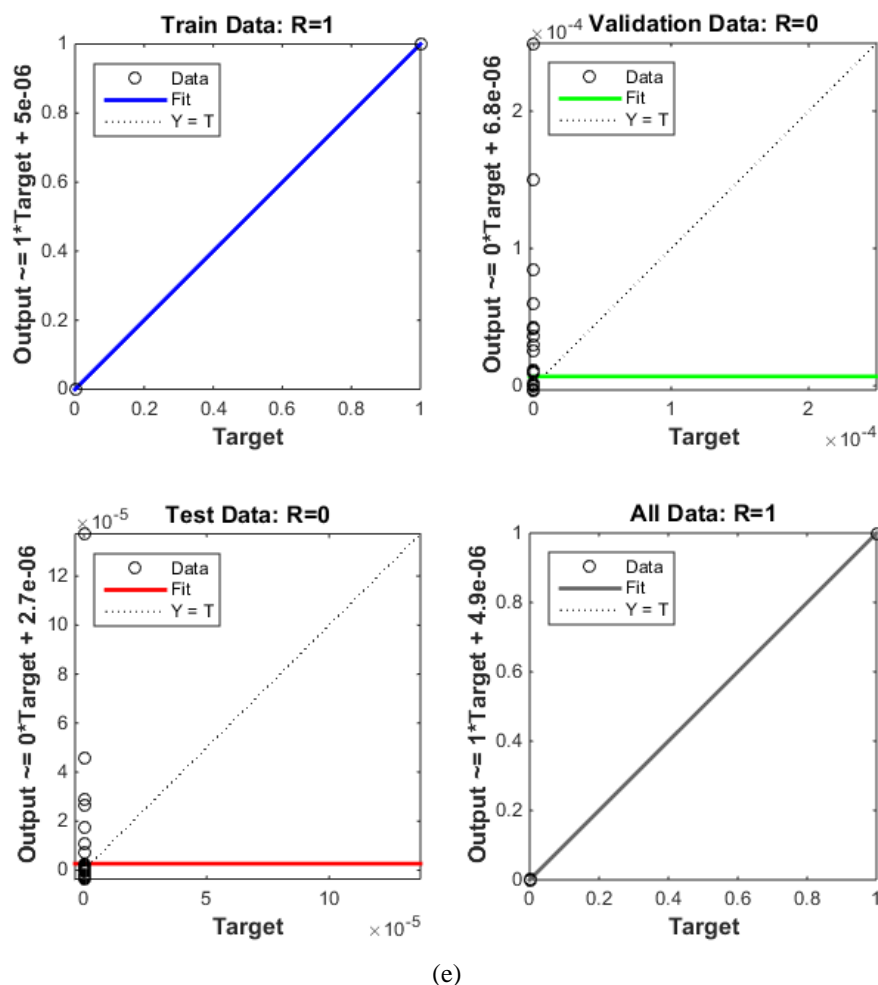 Train Data: R=1
Output ~= 1*Target + 5e-06
1
0.8
0.6
0.4
0.2
0
Data
Fit
Y = T
0 0.2 0.4 0.6 0.8 1
Target
Validation Data: R=0
×10⁻⁴
Output ~= 0*Target + 6.8e-06
2
1
0
Data
Fit
Y = T
0 1 2
Target
×10⁻⁴
Test Data: R=0
×10⁻⁵
Output ~= 0*Target + 2.7e-06
12
10
8
6
4
2
0
Data
Fit
Y = T
0 5 10
Target
×10⁻⁵
All Data: R=1
Output ~= 1*Target + 4.9e-06
1
0.8
0.6
0.4
0.2
0
Data
Fit
Y = T
0 0.2 0.4 0.6 0.8 1
Target
(e)